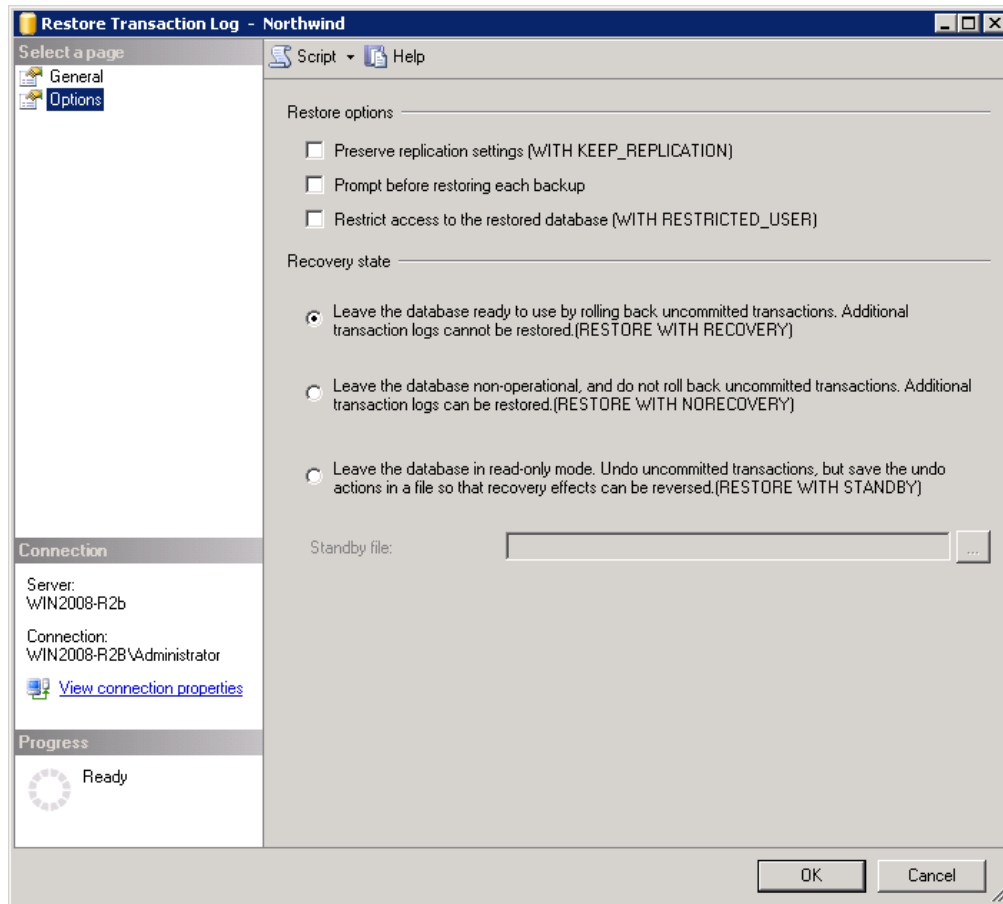 Restore Transaction Log - Northwind
Select a page
General
Options
Script
Help
Restore options
Preserve replication settings (WITH KEEP_REPLICATION)
Prompt before restoring each backup
Restrict access to the restored database (WITH RESTRICTED_USER)
Recovery state
Leave the database ready to use by rolling back uncommitted transactions. Additional
transaction logs cannot be restored.(RESTORE WITH RECOVERY)
Leave the database non-operational, and do not roll back uncommitted transactions. Additional
transaction logs can be restored.(RESTORE WITH NORECOVERY)
Leave the database in read-only mode. Undo uncommitted transactions, but save the undo
actions in a file so that recovery effects can be reversed.(RESTORE WITH STANDBY)
Standby file:
...
Connection
Server:
WIN2008-R2b
Connection:
WIN2008-R2B\Administrator
View connection properties
Progress
Ready
OK
Cancel